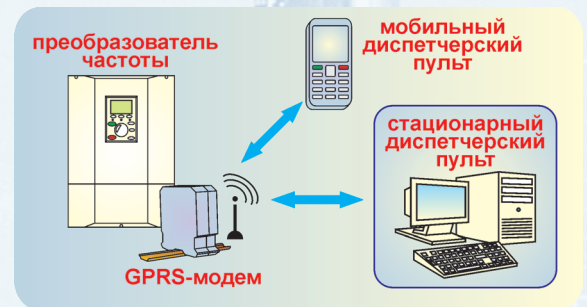 преобразователь
частоты
мобильный
диспетчерский
пульт
стационарный
диспетчерский
пульт
GPRS-модем